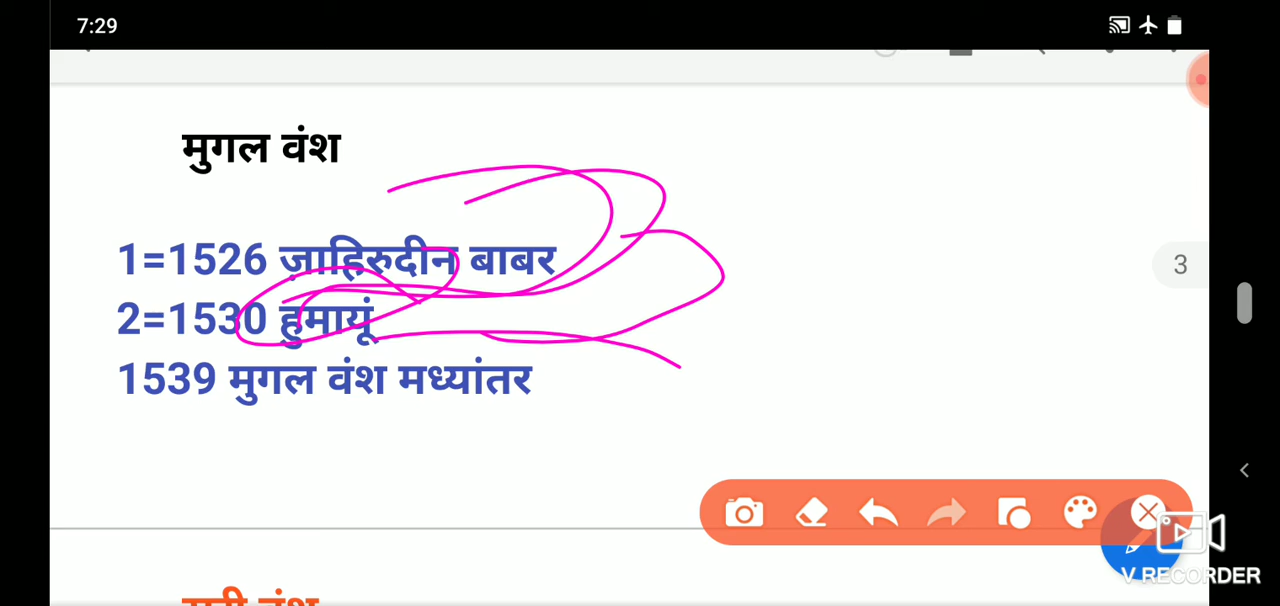 7:29
मुगल वंश
1=1526 जाहिरुदीन बाबर
2=1530 हुमायूं
1539 मुगल वंश मध्यांतर
3
वंश
V RECORDER